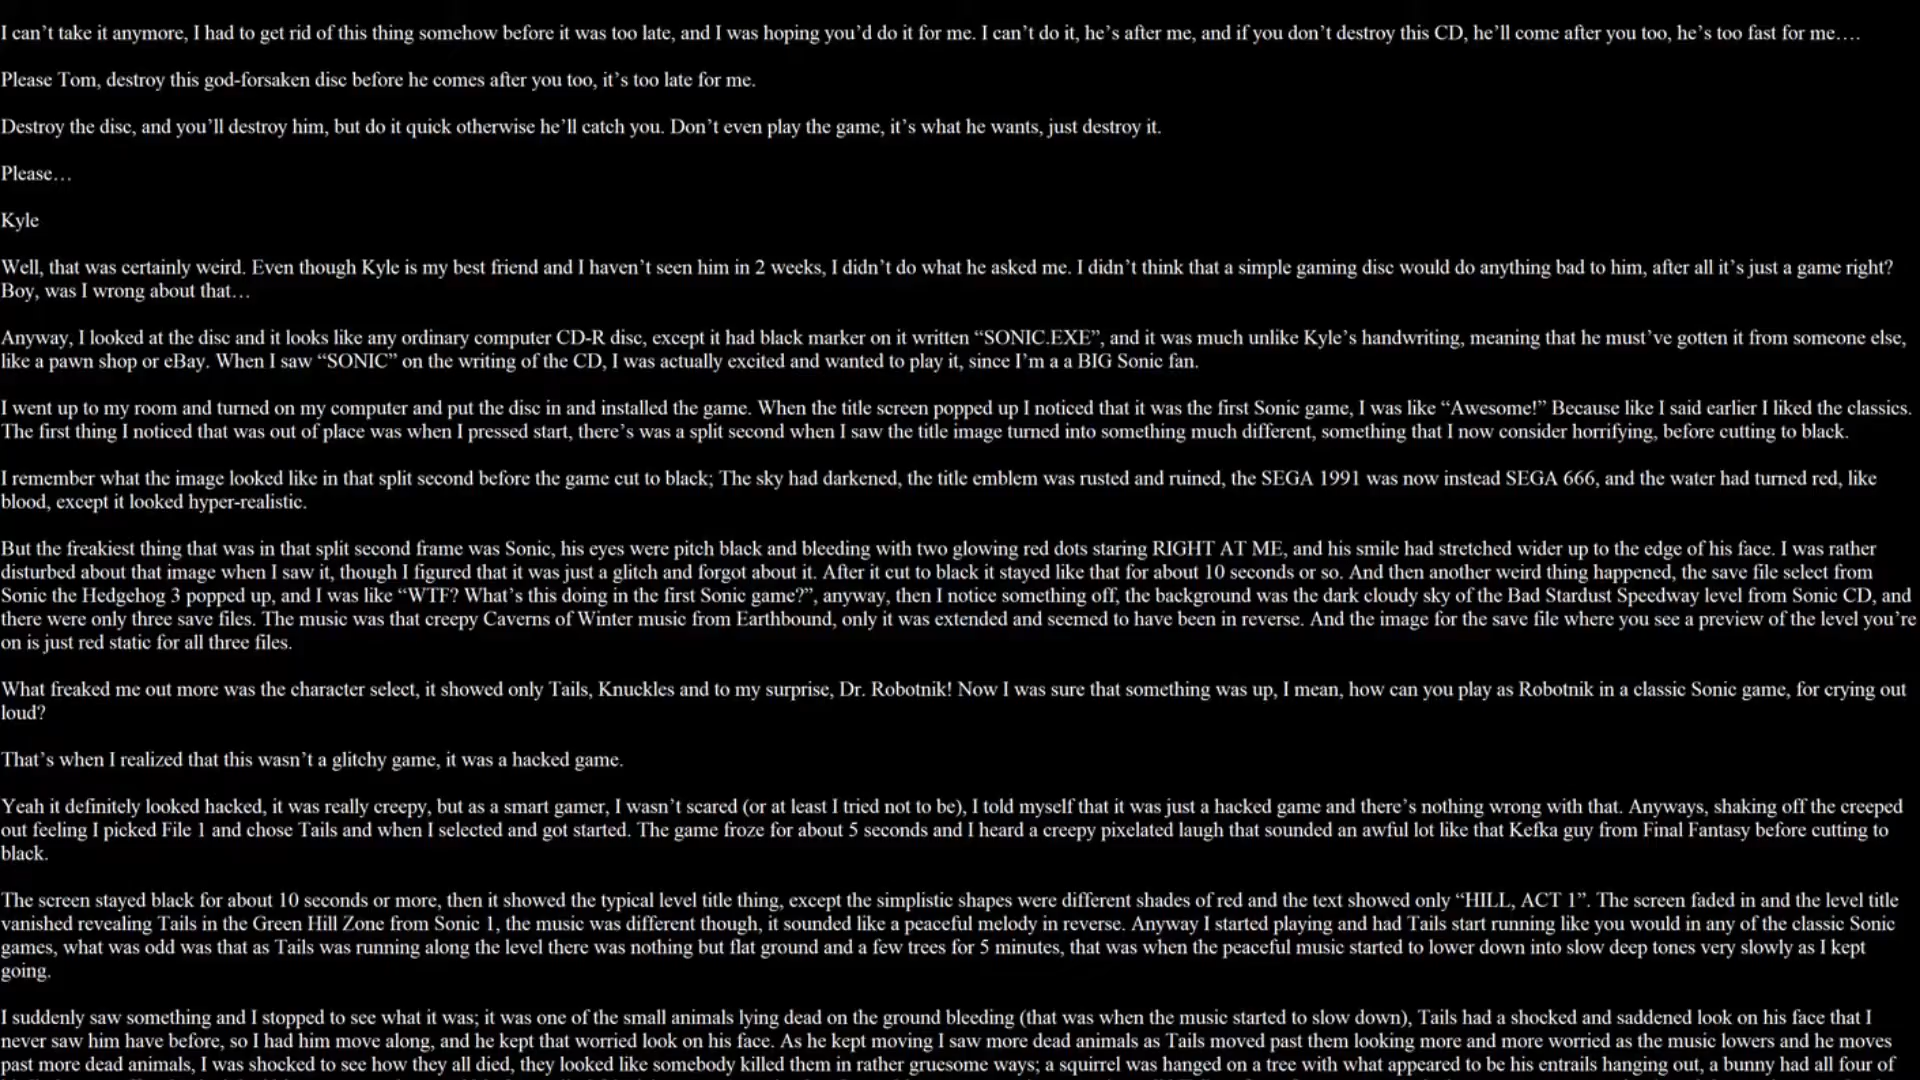 I can’t take it anymore, I had to get rid of this thing somehow before it was too late, and I was hoping you’d do it for me. I can’t do it, he’s after me, and if you don’t destroy this CD, he’ll come after you too, he’s too fast for me….
Please Tom, destroy this god-forsaken disc before he comes after you too, it’s too late for me.
Destroy the disc, and you’ll destroy him, but do it quick otherwise he’ll catch you. Don’t even play the game, it’s what he wants, just destroy it.
Please…
Kyle
Well, that was certainly weird. Even though Kyle is my best friend and I haven’t seen him in 2 weeks, I didn’t do what he asked me. I didn’t think that a simple gaming disc would do anything bad to him, after all it’s just a game right?
Boy, was I wrong about that…
Anyway, I looked at the disc and it looks like any ordinary computer CD-R disc, except it had black marker on it written “SONIC.EXE”, and it was much unlike Kyle’s handwriting, meaning that he must’ve gotten it from someone else,
like a pawn shop or eBay. When I saw “SONIC” on the writing of the CD, I was actually excited and wanted to play it, since I’m a a BIG Sonic fan.
I went up to my room and turned on my computer and put the disc in and installed the game. When the title screen popped up I noticed that it was the first Sonic game, I was like “Awesome!” Because like I said earlier I liked the classics.
The first thing I noticed that was out of place was when I pressed start, there’s was a split second when I saw the title image turned into something much different, something that I now consider horrifying, before cutting to black.
I remember what the image looked like in that split second before the game cut to black; The sky had darkened, the title emblem was rusted and ruined, the SEGA 1991 was now instead SEGA 666, and the water had turned red, like
blood, except it looked hyper-realistic.
But the freakiest thing that was in that split second frame was Sonic, his eyes were pitch black and bleeding with two glowing red dots staring RIGHT AT ME, and his smile had stretched wider up to the edge of his face. I was rather
disturbed about that image when I saw it, though I figured that it was just a glitch and forgot about it. After it cut to black it stayed like that for about 10 seconds or so. And then another weird thing happened, the save file select from
Sonic the Hedgehog 3 popped up, and I was like “WTF? What’s this doing in the first Sonic game?”, anyway, then I notice something off, the background was the dark cloudy sky of the Bad Stardust Speedway level from Sonic CD, and
there were only three save files. The music was that creepy Caverns of Winter music from Earthbound, only it was extended and seemed to have been in reverse. And the image for the save file where you see a preview of the level you’re
on is just red static for all three files.
What freaked me out more was the character select, it showed only Tails, Knuckles and to my surprise, Dr. Robotnik! Now I was sure that something was up, I mean, how can you play as Robotnik in a classic Sonic game, for crying out
loud?
That’s when I realized that this wasn’t a glitchy game, it was a hacked game.
Yeah it definitely looked hacked, it was really creepy, but as a smart gamer, I wasn’t scared (or at least I tried not to be), I told myself that it was just a hacked game and there’s nothing wrong with that. Anyways, shaking off the creeped
out feeling I picked File 1 and chose Tails and when I selected and got started. The game froze for about 5 seconds and I heard a creepy pixelated laugh that sounded an awful lot like that Kefka guy from Final Fantasy before cutting to
black.
The screen stayed black for about 10 seconds or more, then it showed the typical level title thing, except the simplistic shapes were different shades of red and the text showed only “HILL, ACT 1”. The screen faded in and the level title
vanished revealing Tails in the Green Hill Zone from Sonic 1, the music was different though, it sounded like a peaceful melody in reverse. Anyway I started playing and had Tails start running like you would in any of the classic Sonic
games, what was odd was that as Tails was running along the level there was nothing but flat ground and a few trees for 5 minutes, that was when the peaceful music started to lower down into slow deep tones very slowly as I kept
going.
I suddenly saw something and I stopped to see what it was; it was one of the small animals lying dead on the ground bleeding (that was when the music started to slow down), Tails had a shocked and saddened look on his face that I
never saw him have before, so I had him move along, and he kept that worried look on his face. As he kept moving I saw more dead animals as Tails moved past them looking more and more worried as the music lowers and he moves
past more dead animals, I was shocked to see how they all died, they looked like somebody killed them in rather gruesome ways; a squirrel was hanged on a tree with what appeared to be his entrails hanging out, a bunny had all four of